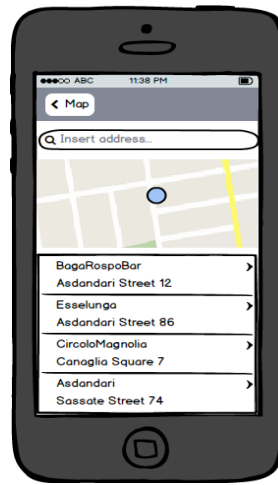 ABC 11:38 PM
Map
Insert address...
BagaRospoBar
Asdandari Street 12
Esselunga
Asdandari Street 86
CircoloMagnolia
Canaglia Square 7
Asdandari
Sassate Street 74